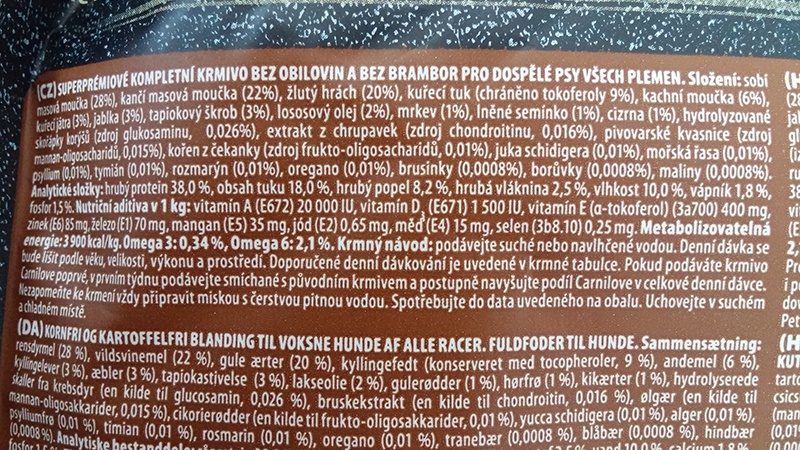 (CZ) SUPERPRÉMIOVÉ KOMPLETNÍ KRMIVO BEZ OBILOVIN A BEZ BRAMBOR PRO DOSPĚLÉ PSY VŠECH PLEMEN. Složení: sobí
masová moučka (28%), kančí masová moučka (22%), žlutý hrách (20%), kuřecí tuk (chráněno tokoferoly 9%), kachní moučka (6%),
kuřecí játra (3%), jablka (3%), tapiokový škrob (3%), lososový olej (2%), mrkev (1%), lněné semínko (1%), cizrna (1%), hydrolyzované
skořápky korýšů (zdroj glukosaminu, 0,026%), extrakt z chrupavek (zdroj chondroitinu, 0,016%), pivovarské kvasnice (zdroj
mannan-oligosacharidů, 0,015%), kořen z čekanky (zdroj frukto-oligosacharidů, 0,01%), juka schidigera (0,01%), mořská řasa (0,01%),
psyllium (0,01%), tymián (0,01%), rozmarýn (0,01%), oregano (0,01%), brusinky (0,0008%), borůvky (0,0008%), maliny (0,0008%).
Analytické složky: hrubý protein 38,0 %, obsah tuku 18,0 %, hrubý popel 8,2 %, hrubá vláknina 2,5 %, vlhkost 10,0 %, vápník 1,8 %,
fosfor 1,5 %. Nutriční aditiva v 1 kg: vitamín A (E672) 20 000 IU, vitamín D3 (E671) 1 500 IU, vitamín E (α-tokoferol) (3a700) 400 mg,
zinek (E6) 85 mg, železo (E1) 70 mg, mangan (E5) 35 mg, jód (E2) 0,65 mg, měď (E4) 15 mg, selen (3b8.10) 0,25 mg. Metabolizovatelná
energie: 3 900 kcal/kg. Omega 3: 0,34 %, Omega 6: 2,1 %. Krmný návod: podávejte suché nebo navlhčené vodou. Denní dávka se
bude lišit podle věku, velikosti, výkonu a prostředí. Doporučené denní dávkování je uvedené v krmné tabulce. Pokud podáváte krmivo
Carnilove poprvé, v prvním týdnu podávejte smíchané s původním krmivem a postupně navyšujte podíl Carnilove v celkové denní dávce.
Nezapomeňte ke krmení vždy připravit miskou s čerstvou pitnou vodou. Spotřebujte do data uvedeného na obalu. Uchovejte v suchém
a chladném místě.
(DA) KORNFRI OG KARTOFFELFRI BLANDING TIL VOKSNE HUNDE AF ALLE RACER. FULDFODER TIL HUNDE. Sammensætning:
rensdyrmel (28 %), vildsvinemel (22 %), gule ærter (20 %), kyllingefedt (konserveret med tocopheroler, 9 %), andemel (6 %),
kyllingelever (3 %), æbler (3 %), tapiokastivelse (3 %), lakseolie (2 %), gulerødder (1 %), hørfrø (1 %), kikærter (1 %), hydrolyserede
skaller fra krebsdyr (en kilde til glucosamin, 0,026 %), bruskekstrakt (en kilde til chondroitin, 0,016 %), ølgær (en kilde til
mannan-oligosakkarider, 0,015 %), cikorierødder (en kilde til frukto-oligosakkarider, 0,01 %), yucca schidigera (0,01 %), alger (0,01 %),
psylliumfrø (0,01 %), timian (0,01 %), rosmarin (0,01 %), oregano (0,01 %), tranebær (0,0008 %), blåbær (0,0008 %), hindbær
(0,0008 %). Analytiske bestanddele: